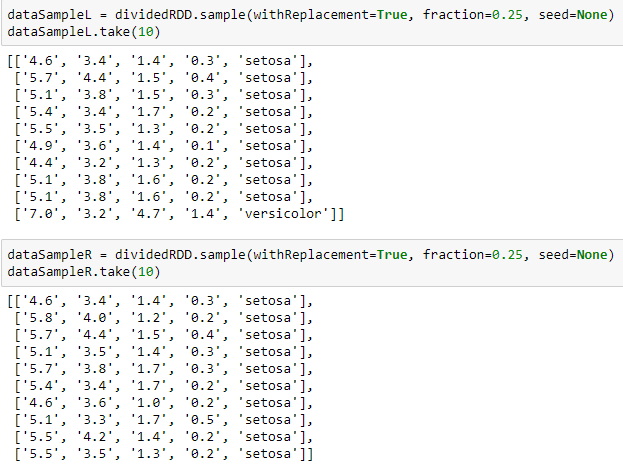 dataSampleL = dividedRDD.sample(withReplacement=True, fraction=0.25, seed=None)
dataSampleL.take(10)
[['4.6', '3.4', '1.4', '0.3', 'setosa'],
['5.7', '4.4', '1.5', '0.4', 'setosa'],
['5.1', '3.8', '1.5', '0.3', 'setosa'],
['5.4', '3.4', '1.7', '0.2', 'setosa'],
['5.5', '3.5', '1.3', '0.2', 'setosa'],
['4.9', '3.6', '1.4', '0.1', 'setosa'],
['4.4', '3.2', '1.3', '0.2', 'setosa'],
['5.1', '3.8', '1.6', '0.2', 'setosa'],
['5.1', '3.8', '1.6', '0.2', 'setosa'],
['7.0', '3.2', '4.7', '1.4', 'versicolor']]
dataSampleR = dividedRDD.sample(withReplacement=True, fraction=0.25, seed=None)
dataSampleR.take(10)
[['4.6', '3.4', '1.4', '0.3', 'setosa'],
['5.8', '4.0', '1.2', '0.2', 'setosa'],
['5.7', '4.4', '1.5', '0.4', 'setosa'],
['5.1', '3.5', '1.4', '0.3', 'setosa'],
['5.7', '3.8', '1.7', '0.3', 'setosa'],
['5.4', '3.4', '1.7', '0.2', 'setosa'],
['4.6', '3.6', '1.0', '0.2', 'setosa'],
['5.1', '3.3', '1.7', '0.5', 'setosa'],
['5.5', '4.2', '1.4', '0.2', 'setosa'],
['5.5', '3.5', '1.3', '0.2', 'setosa']]